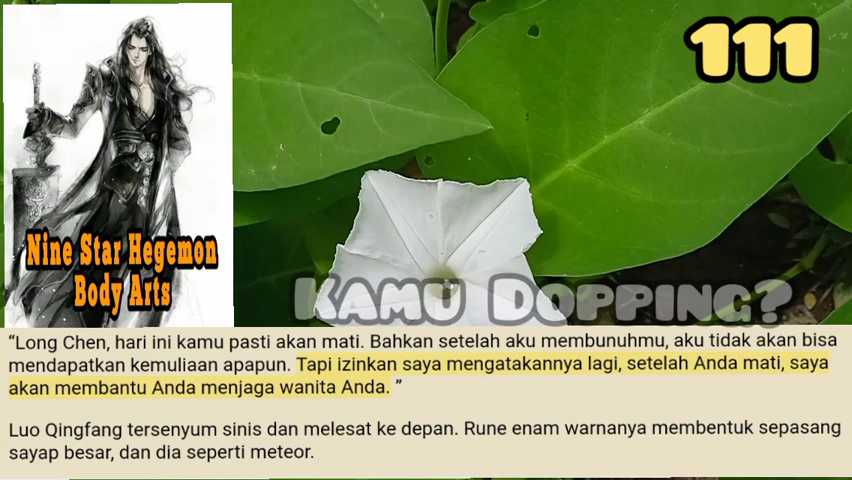 111
Nine Star Hegemon
Body Arts
Kamu Dopping?
“Long Chen, hari ini kamu pasti akan mati. Bahkan setelah aku membunuhmu, aku tidak akan bisa
mendapatkan kemuliaan apapun. Tapi izinkan saya mengatakannya lagi, setelah Anda mati, saya
akan membantu Anda menjaga wanita Anda. ”
Luo Qingfang tersenyum sinis dan melesat ke depan. Rune enam warnanya membentuk sepasang
sayap besar, dan dia seperti meteor.